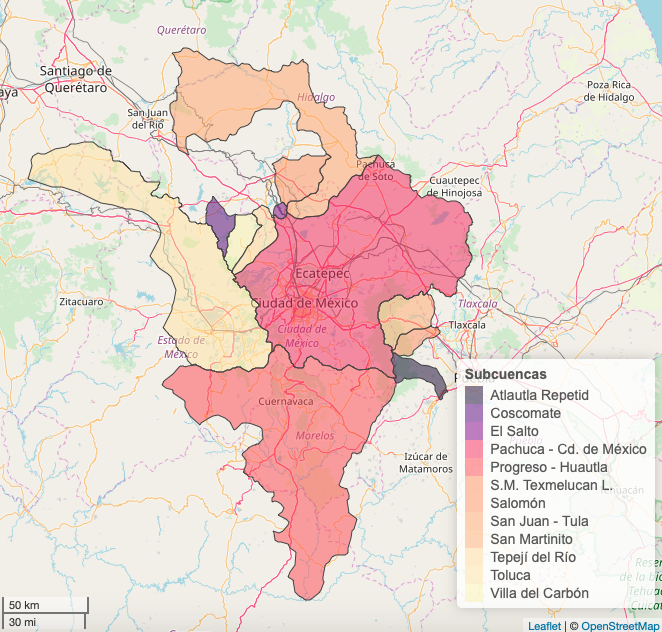 Querétaro
Santiago de
Querétaro
aya
San Juan
del Río
Hidalgo
Poza Rica
de Hidalgo
Pachuca
de Soto
Cuautepec
de Hinojosa
Ecatepec
Ciudad de México
Ciudad de
México
Zitacuaro
Tlaxcala
Tlaxcala
Estado de
México
Cuernavaca
Morelos
Izúcar de
Matamoros
Subcuencas
Atlautla Repetid
Coscomate
El Salto
Pachuca - Cd. de México
Progreso - Huautla
S.M. Texmelucan L.
Salomón
San Juan - Tula
San Martinito
Tepejí del Río
Toluca
Villa del Carbón
50 km
30 mi
Leaflet | © OpenStreetMap